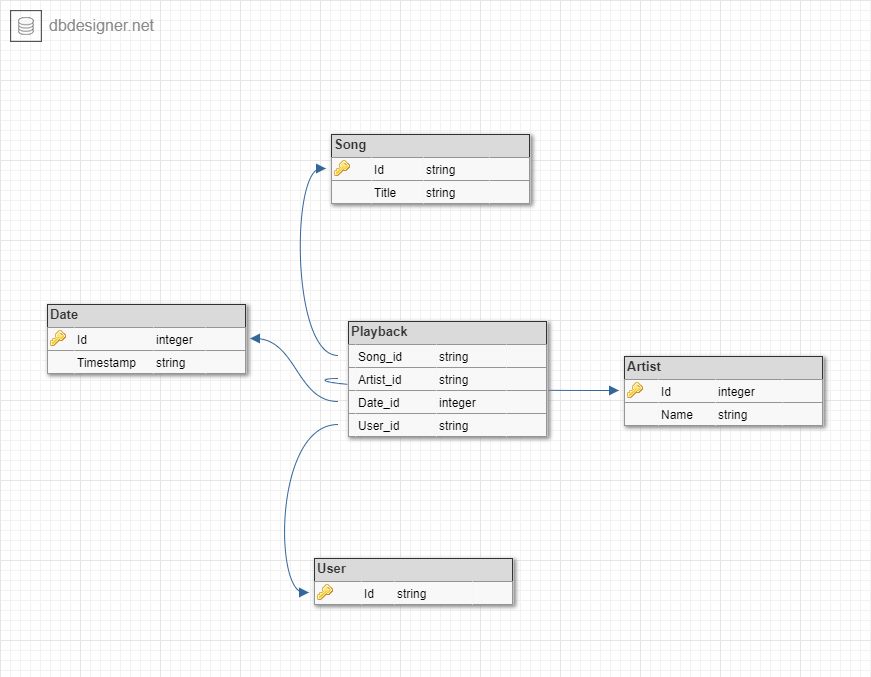 dbdesigner.net
Song
Id string
Title string
Date
Id integer
Timestamp string
Playback
Song_id string
Artist_id string
Date_id integer
User_id string
Artist
Id integer
Name string
User
Id string